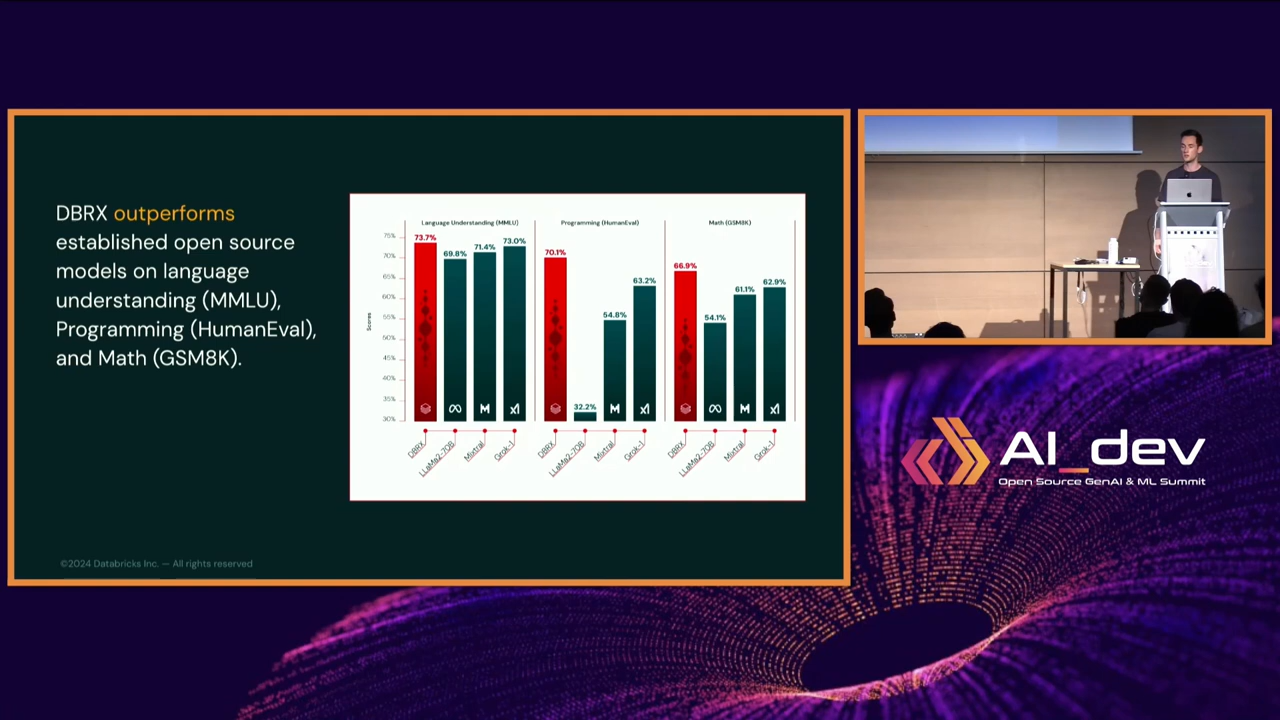 DBRX outperforms
established open source
models on language
understanding (MMLU),
Programming (HumanEval),
and Math (GSM8K).
Language Understanding (MMLU)
Programming (HumanEval)
Math (GSM8K)
Scores
75%
70%
65%
60%
55%
50%
45%
40%
35%
30%
73.7%
69.8%
71.4%
73.0%
70.1%
32.2%
54.8%
63.2%
66.9%
54.1%
61.1%
62.9%
DBRX
LLaMa2-70B
Mixtral
Grok-1
DBRX
LLaMa2-70B
Mixtral
Grok-1
DBRX
LLaMa2-70B
Mixtral
Grok-1
©2024 Databricks Inc. — All rights reserved
AI_dev
Open Source GenAI & ML Summit